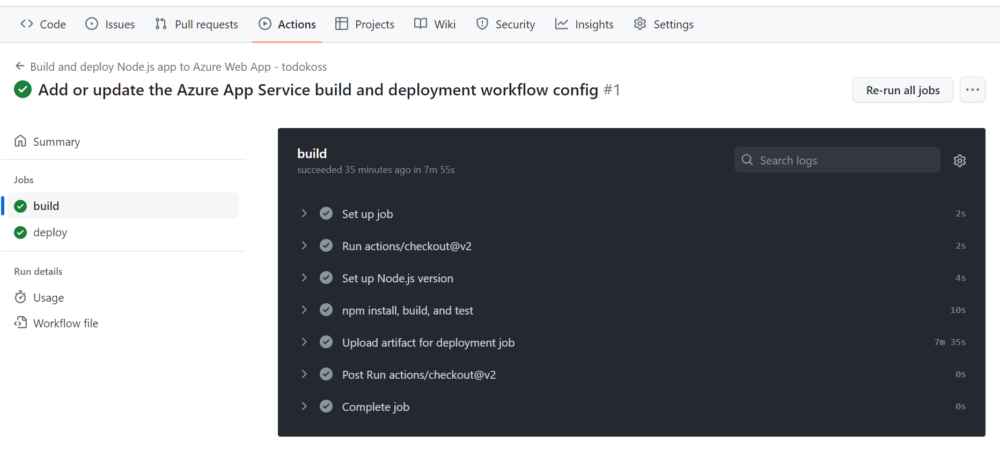 Code Issues Pull requests Actions Projects Wiki Security Insights Settings
Build and deploy Node.js app to Azure Web App - todokoss
Add or update the Azure App Service build and deployment workflow config #1
Re-run all jobs
Summary
Jobs
build
deploy
Run details
Usage
Workflow file
build
succeeded 35 minutes ago in 7m 55s
Search logs
Set up job 2s
Run actions/checkout@v2 2s
Set up Node.js version 4s
npm install, build, and test 10s
Upload artifact for deployment job 7m 35s
Post Run actions/checkout@v2 0s
Complete job 0s